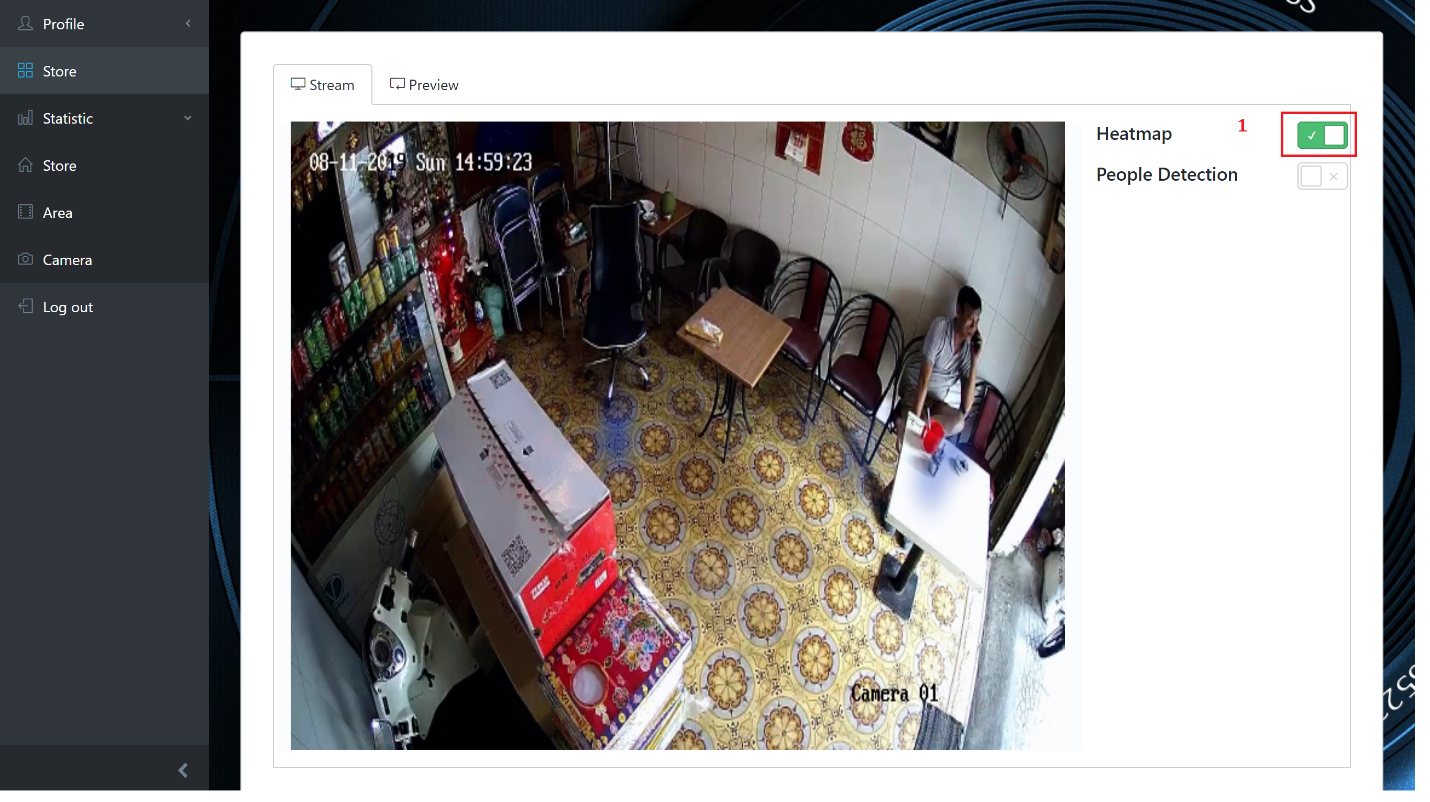 Profile
Store
Statistic
Store
Area
Camera
Log out
Stream
Preview
08-11-2019 Sun 14:59:23
Camera 01
Heatmap
1
People Detection